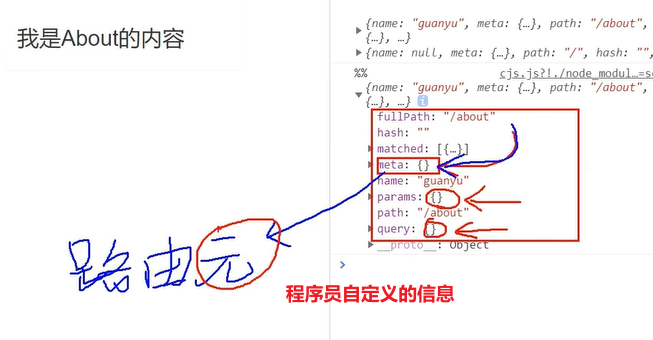 我是About的内容
{name: "guanyu", meta: {…}, path: "/about",
{…}, …}
{name: null, meta: {…}, path: "/", hash: "",
%%
cjs.js?!./node_modul…=s
{name: "guanyu", meta: {…}, path: "/about",
{…}, …}
fullPath: "/about"
hash: ""
matched: [{…}]
meta: {}
name: "guanyu"
params: {}
path: "/about"
query: {}
__proto__: Object
路由元
程序员自定义的信息